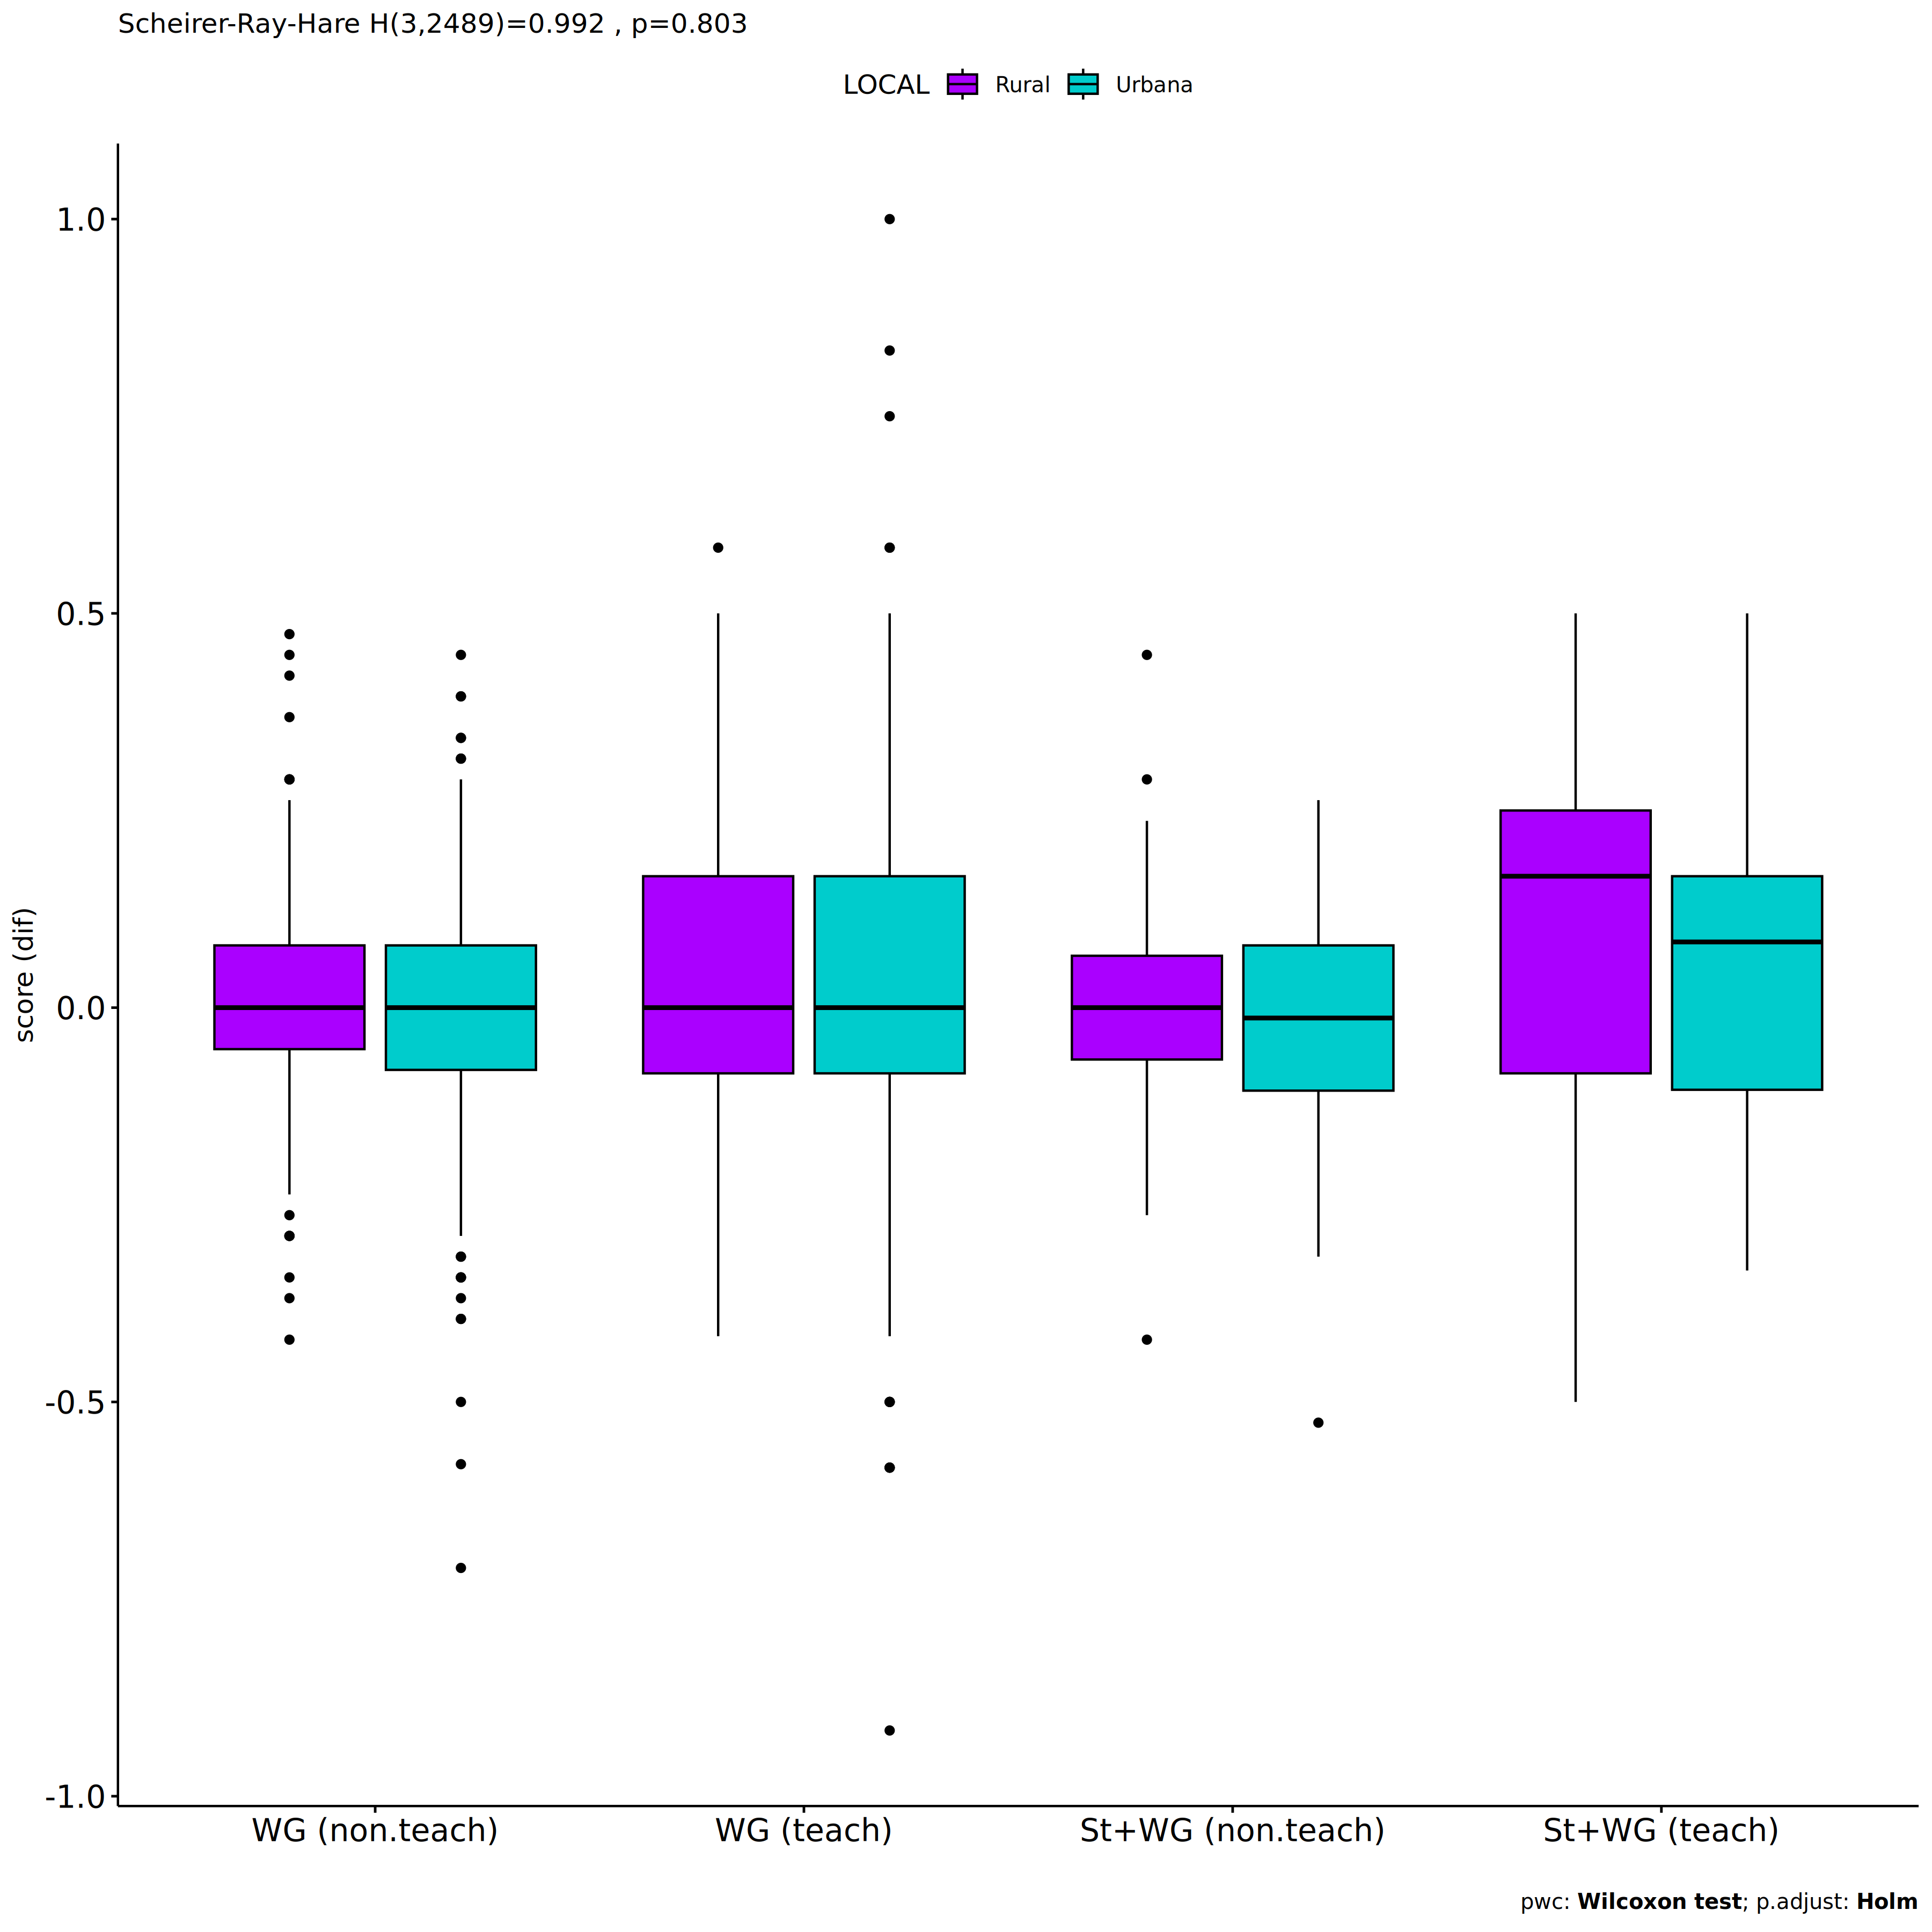 Scheirer-Ray-Hare H(3,2489)=0.992 , p=0.803
LOCAL Rural Urbana
1.0
0.5
0.0
-0.5
-1.0
score (dif)
WG (non.teach) WG (teach) St+WG (non.teach) St+WG (teach)
pwc: Wilcoxon test; p.adjust: Holm